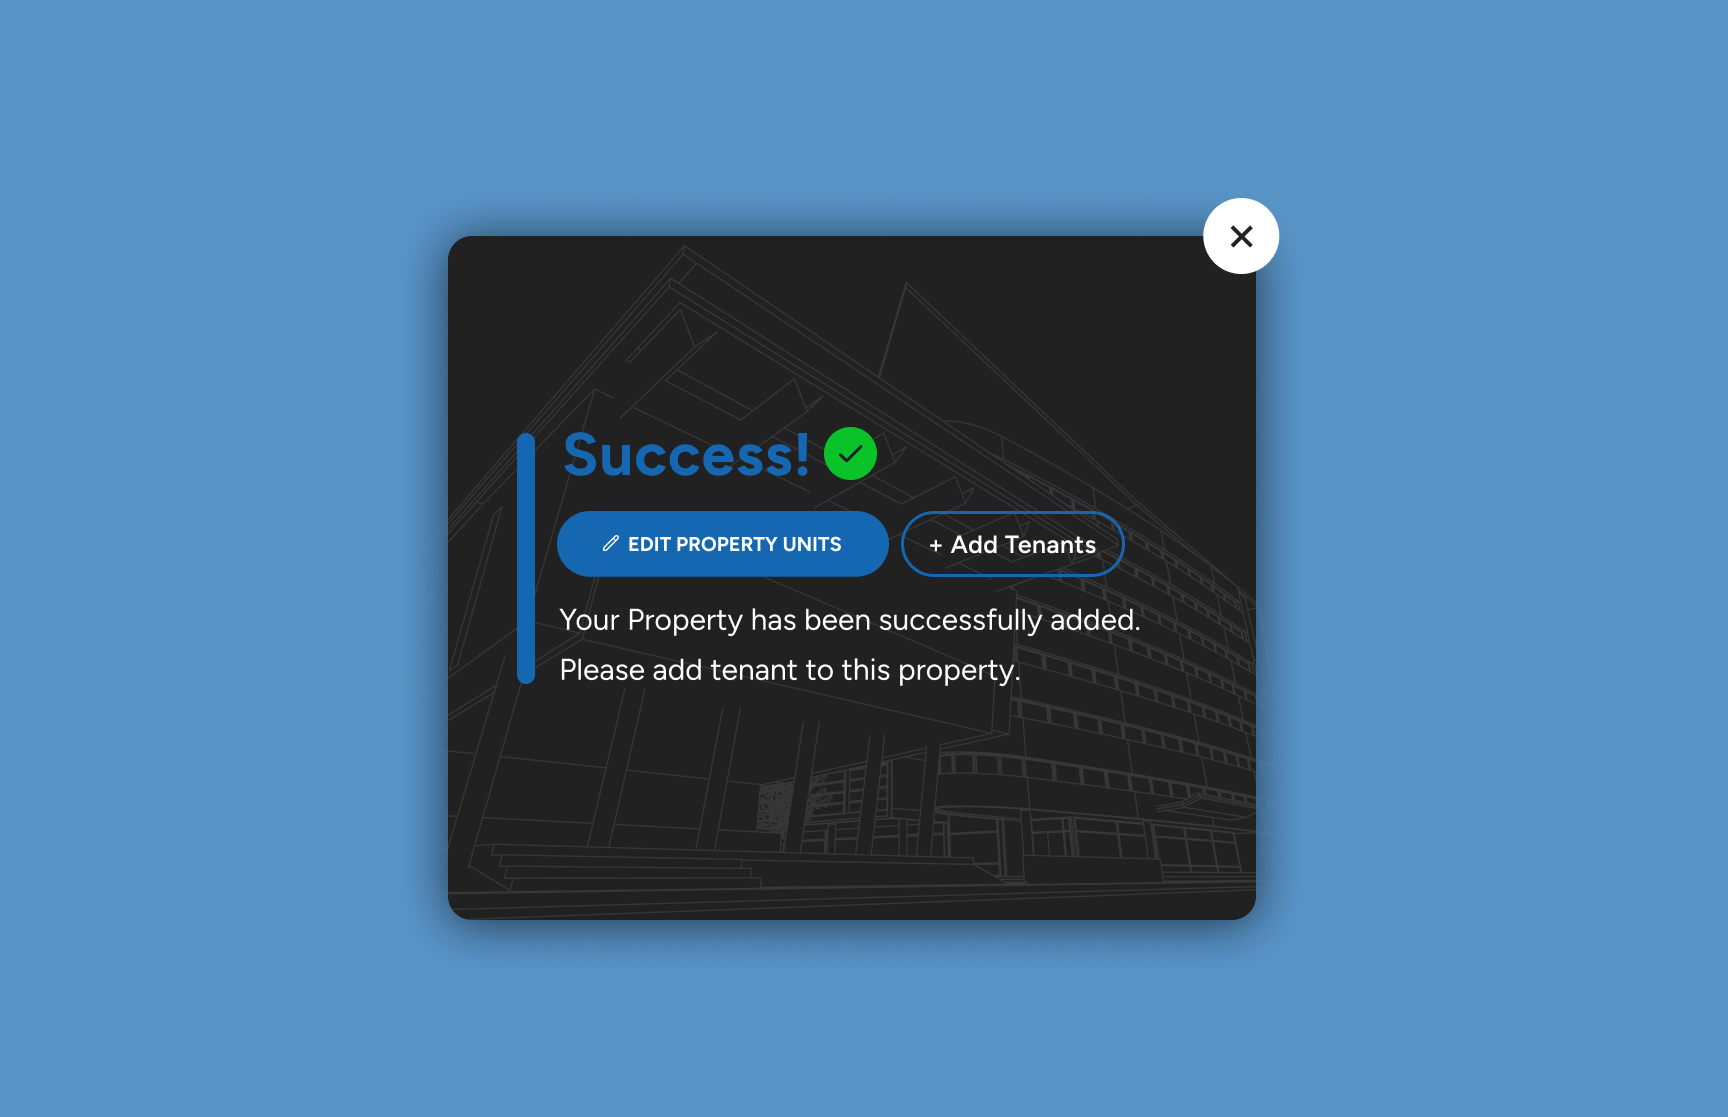 Success!
EDIT PROPERTY UNITS
+ Add Tenants
Your Property has been successfully added.
Please add tenant to this property.